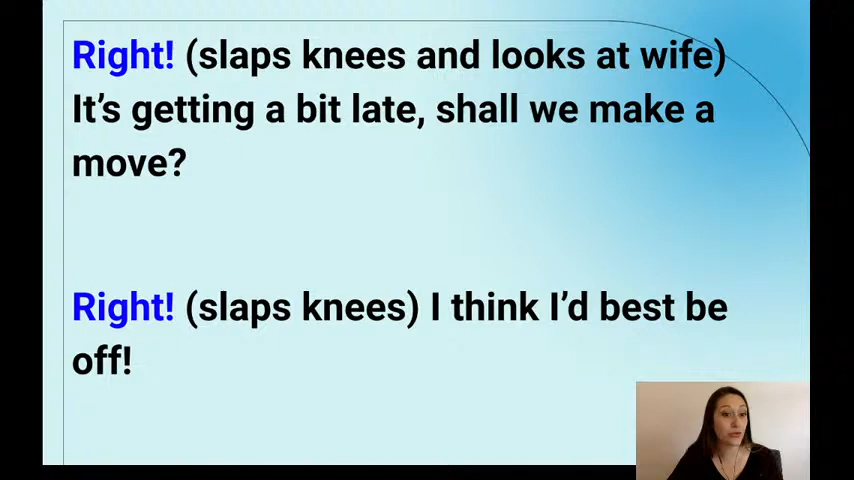 Right! (slaps knees and looks at wife)
It’s getting a bit late, shall we make a
move?
Right! (slaps knees) I think I’d best be
off!